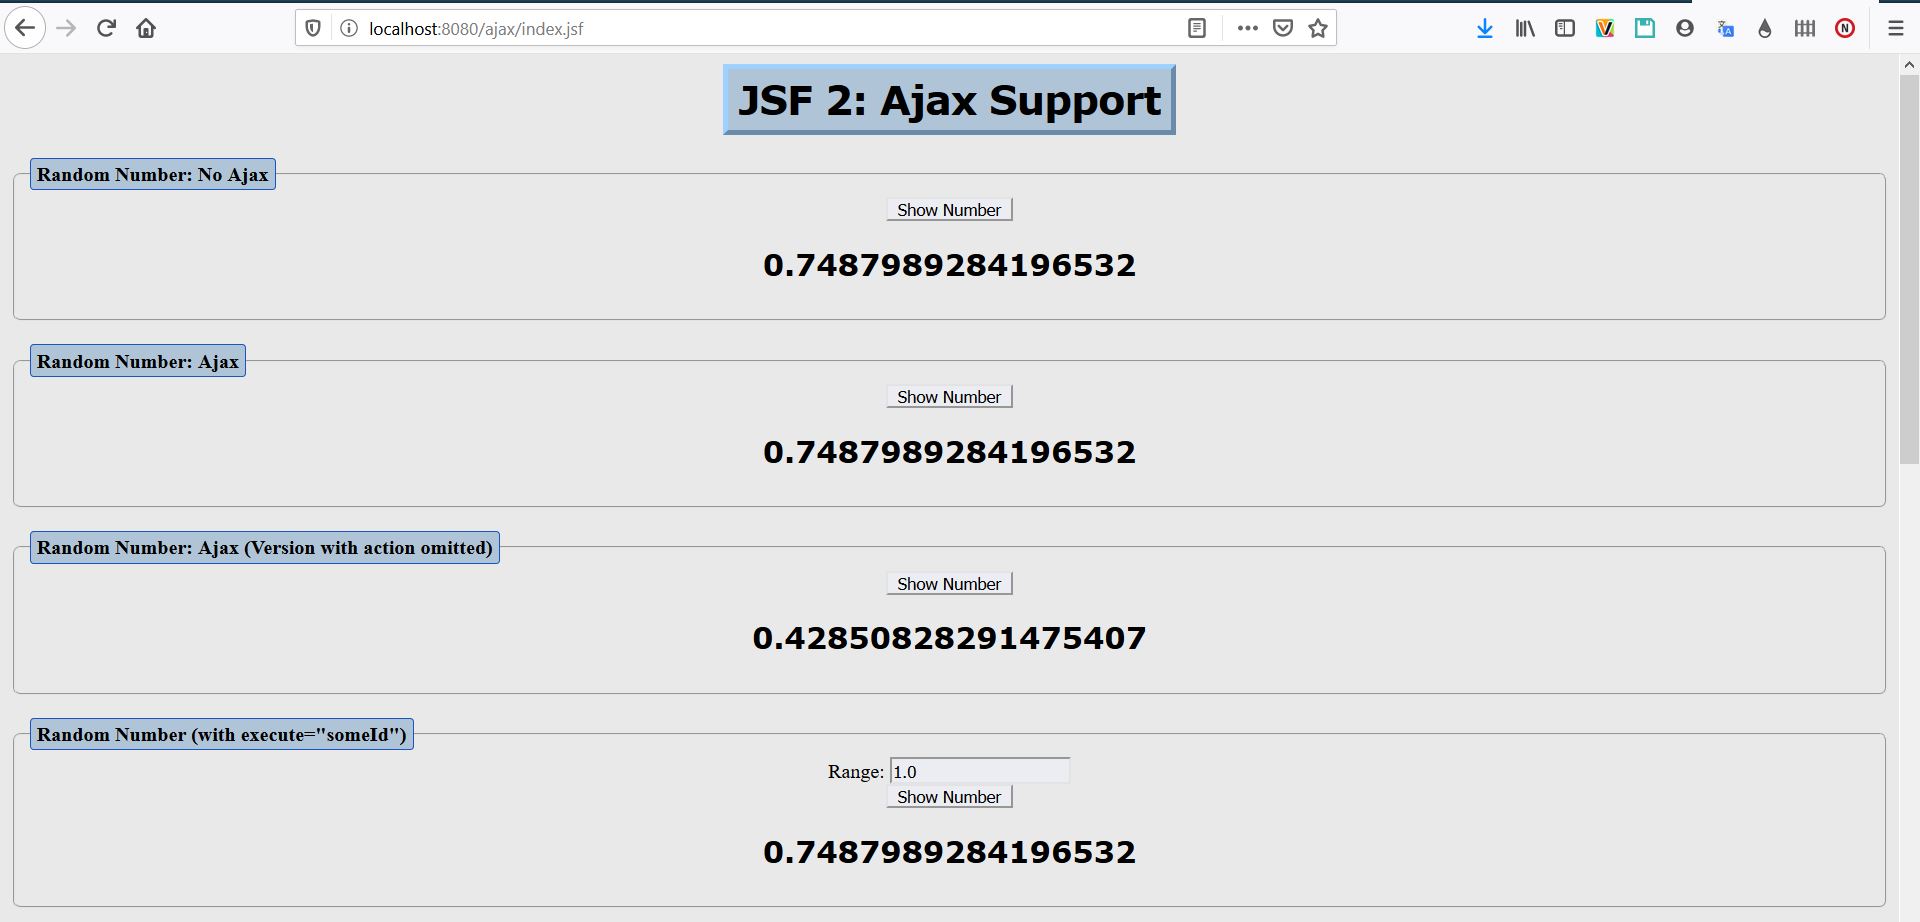 localhost:8080/ajax/index.jsf
JSF 2: Ajax Support
Random Number: No Ajax
Show Number
0.7487989284196532
Random Number: Ajax
Show Number
0.7487989284196532
Random Number: Ajax (Version with action omitted)
Show Number
0.42850828291475407
Random Number (with execute="someId")
Range: 1.0
Show Number
0.7487989284196532